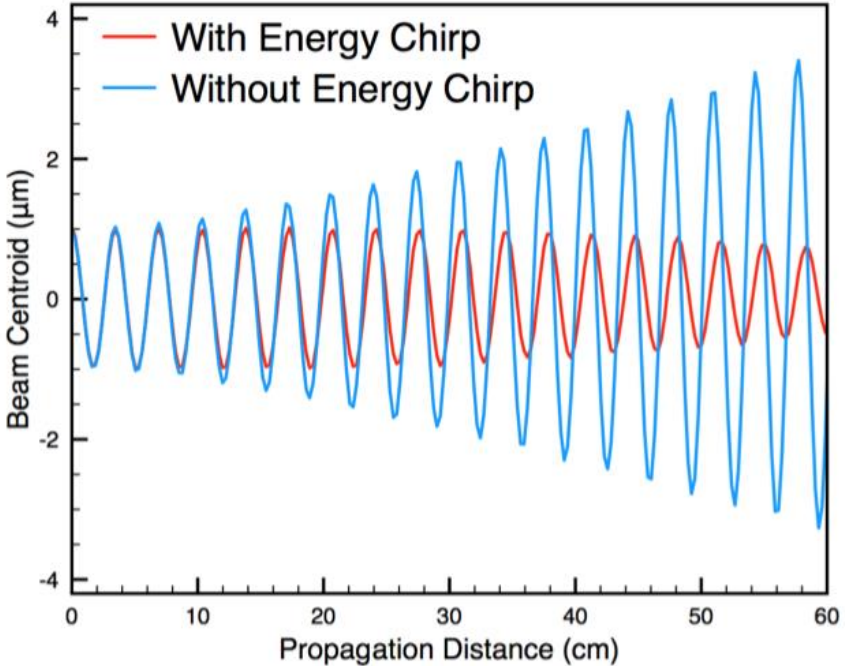 With Energy Chirp
Without Energy Chirp
4
2
0
-2
-4
Beam Centroid (μm)
0 10 20 30 40 50 60
Propagation Distance (cm)